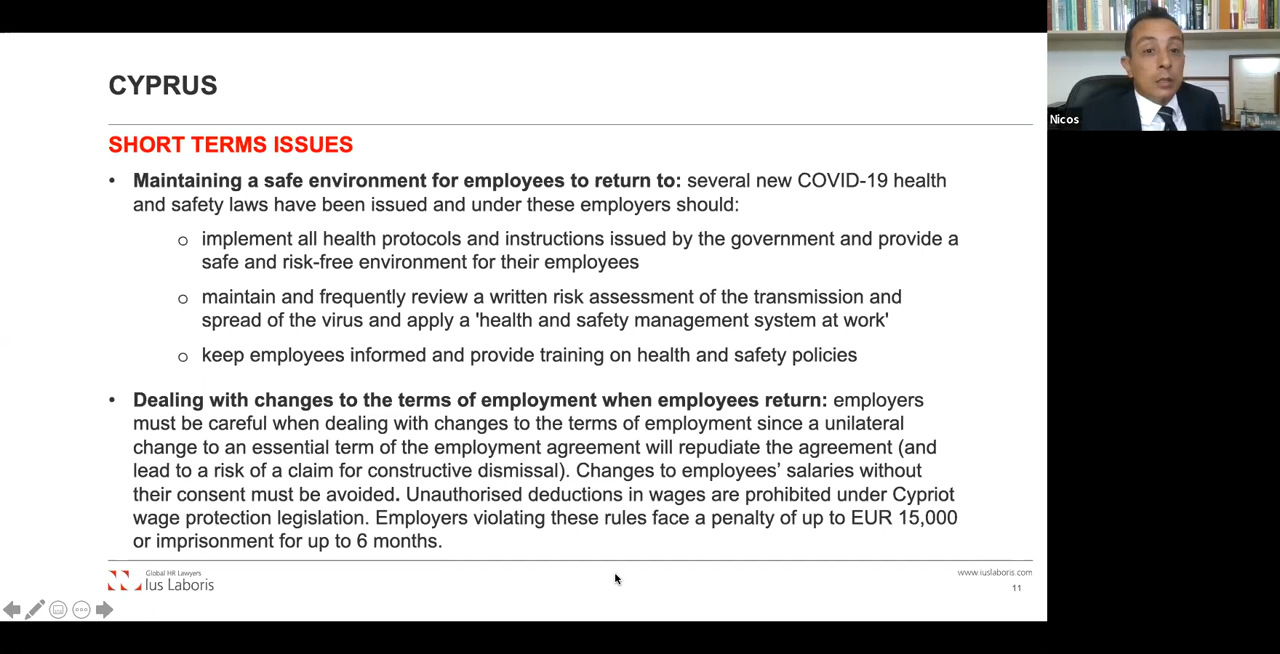 CYPRUS
SHORT TERMS ISSUES
• Maintaining a safe environment for employees to return to: several new COVID-19 health
and safety laws have been issued and under these employers should:
o implement all health protocols and instructions issued by the government and provide a
safe and risk-free environment for their employees
o maintain and frequently review a written risk assessment of the transmission and
spread of the virus and apply a 'health and safety management system at work'
o keep employees informed and provide training on health and safety policies
• Dealing with changes to the terms of employment when employees return: employers
must be careful when dealing with changes to the terms of employment since a unilateral
change to an essential term of the employment agreement will repudiate the agreement (and
lead to a risk of a claim for constructive dismissal). Changes to employees’ salaries without
their consent must be avoided. Unauthorised deductions in wages are prohibited under Cypriot
wage protection legislation. Employers violating these rules face a penalty of up to EUR 15,000
or imprisonment for up to 6 months.
Global HR Lawyers
Ius Laboris
www.iuslaboris.com
11
Nicos